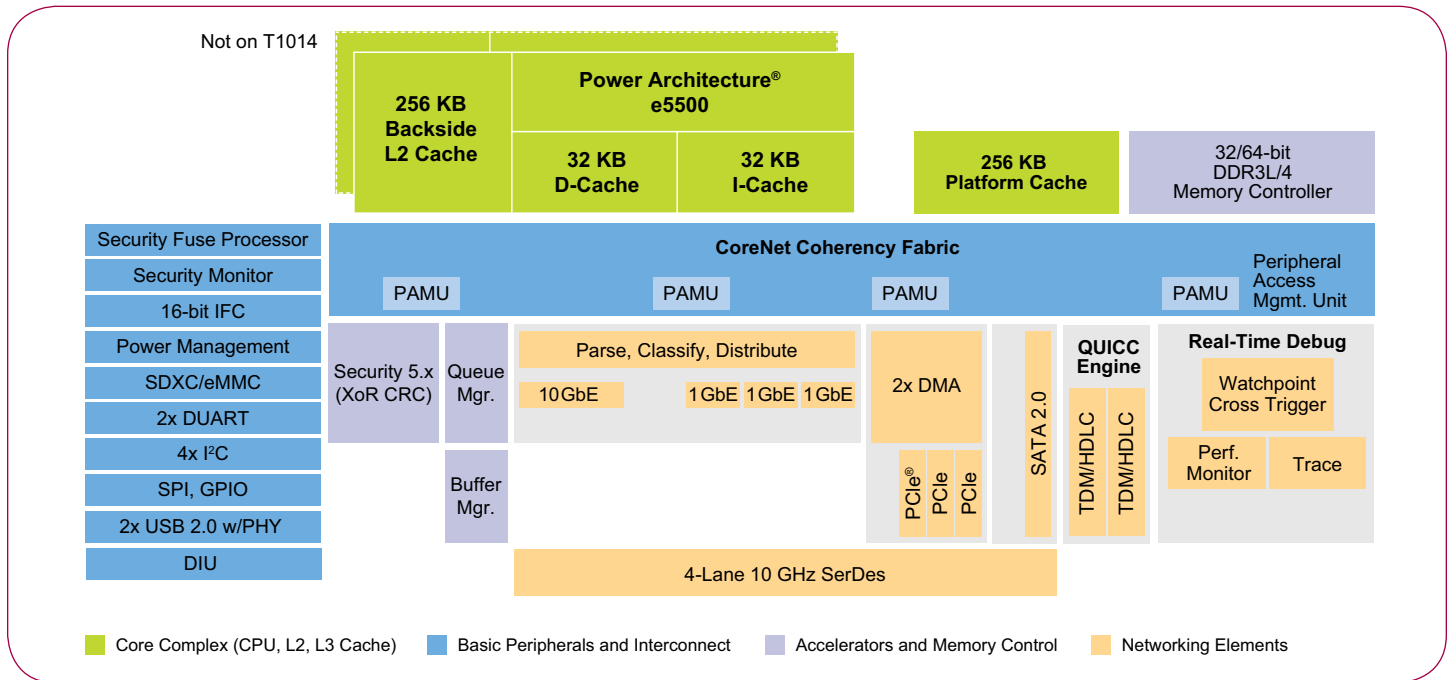 Not on T1014
256 KB
Backside
L2 Cache
Power Architecture®
e5500
32 KB
D-Cache
32 KB
I-Cache
256 KB
Platform Cache
32/64-bit
DDR3L/4
Memory Controller
Security Fuse Processor
Security Monitor
16-bit IFC
Power Management
SDXC/eMMC
2x DUART
4x I²C
SPI, GPIO
2x USB 2.0 w/PHY
DIU
CoreNet Coherency Fabric
PAMU
PAMU
PAMU
PAMU
Peripheral
Access
Mgmt. Unit
Security 5.x
(XoR CRC)
Queue
Mgr.
Buffer
Mgr.
Parse, Classify, Distribute
10GbE
1GbE
1GbE
1GbE
2x DMA
PCIe®
PCIe
PCIe
SATA 2.0
QUICC
Engine
TDM/HDLC
TDM/HDLC
Real-Time Debug
Watchpoint
Cross Trigger
Perf.
Monitor
Trace
4-Lane 10 GHz SerDes
Core Complex (CPU, L2, L3 Cache)
Basic Peripherals and Interconnect
Accelerators and Memory Control
Networking Elements